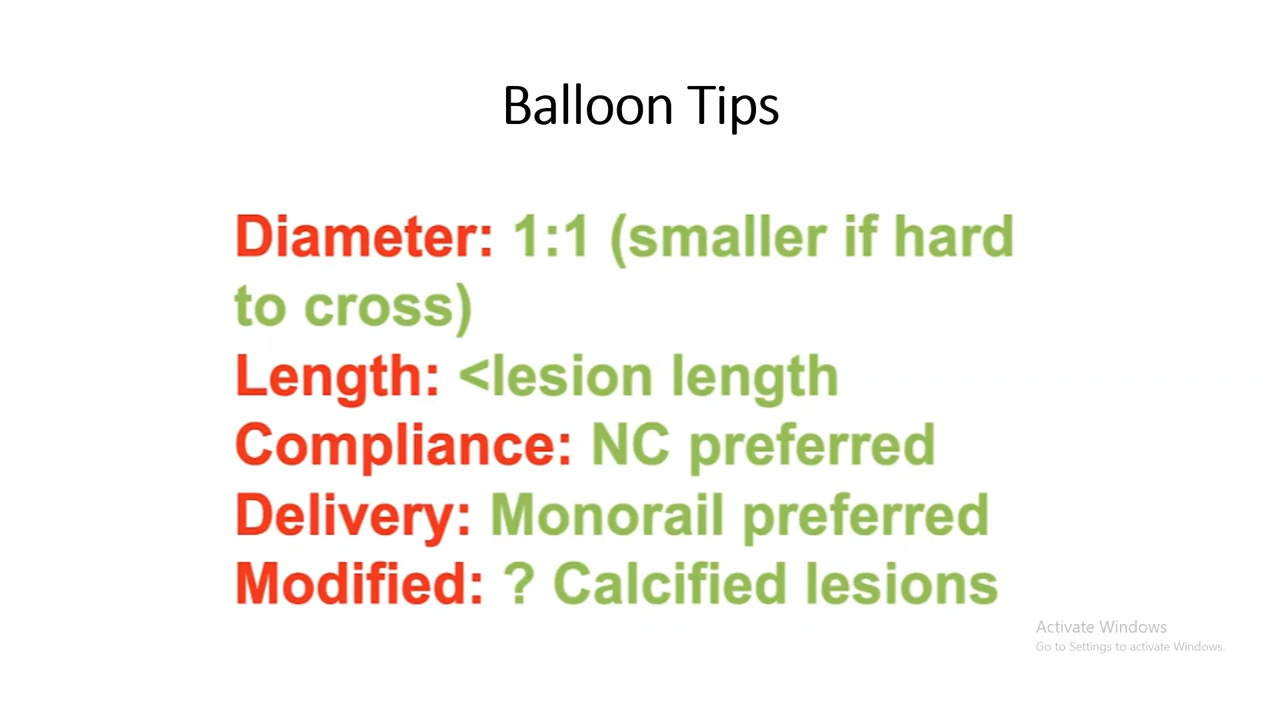 Balloon Tips
Diameter: 1:1 (smaller if hard
to cross)
Length: <lesion length
Compliance: NC preferred
Delivery: Monorail preferred
Modified: ? Calcified lesions
Activate Windows
Go to Settings to activate Windows.